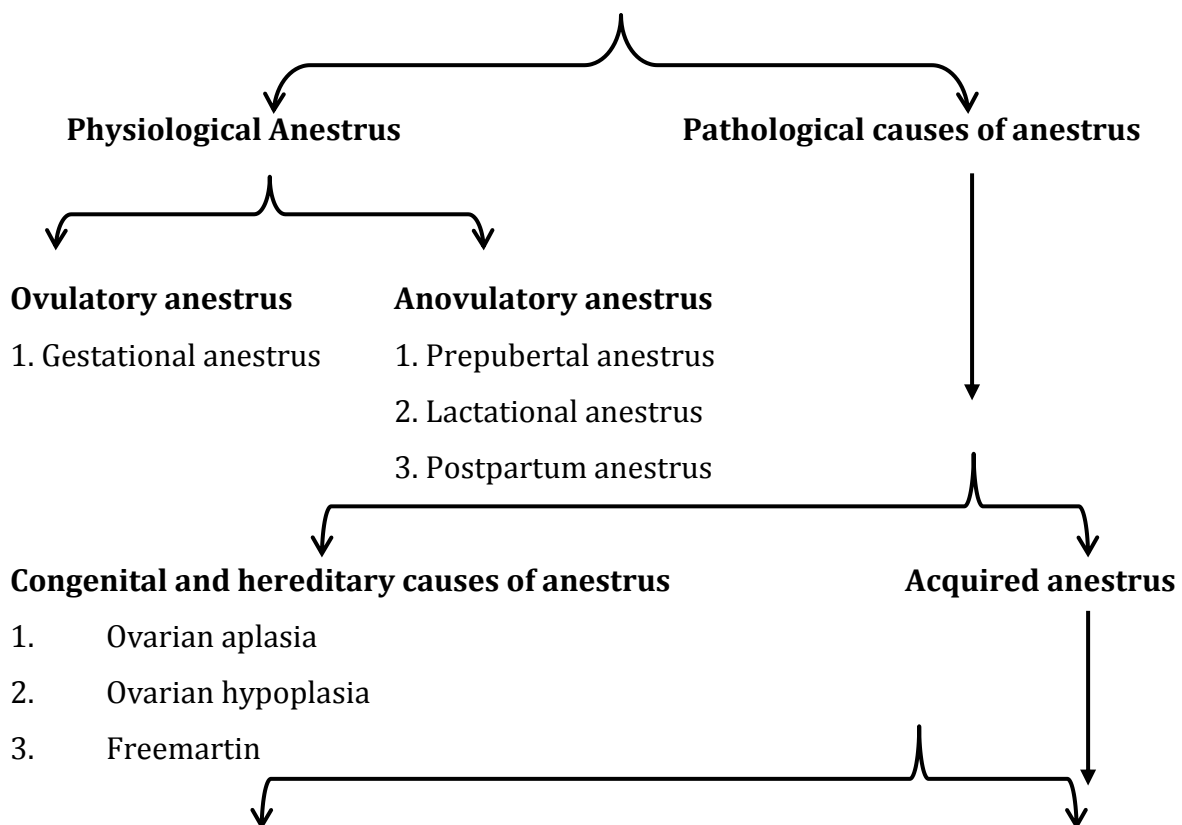 Physiological Anestrus
Pathological causes of anestrus
Ovulatory anestrus
1. Gestational anestrus
Anovulatory anestrus
1. Prepubertal anestrus
2. Lactational anestrus
3. Postpartum anestrus
Congenital and hereditary causes of anestrus
1. Ovarian aplasia
2. Ovarian hypoplasia
3. Freemartin
Acquired anestrus